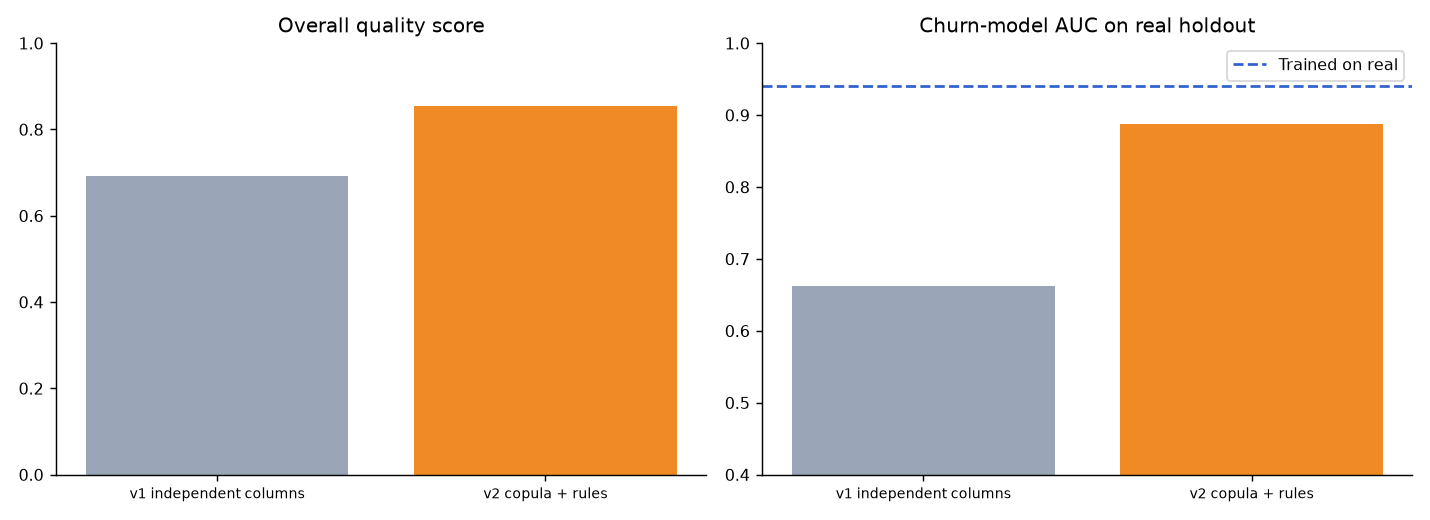 Overall quality score
1.0
0.8
0.6
0.4
0.2
0.0
v1 independent columns
v2 copula + rules
Churn-model AUC on real holdout
Trained on real
1.0
0.9
0.8
0.7
0.6
0.5
0.4
v1 independent columns
v2 copula + rules